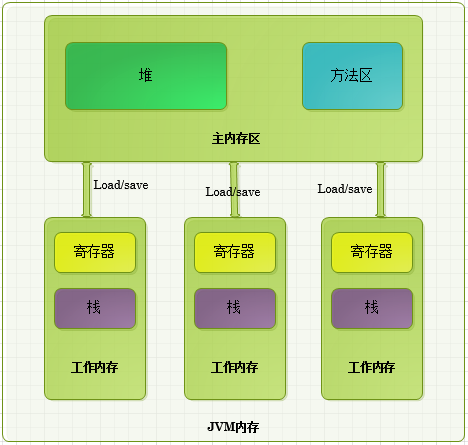 堆
方法区
主内存区
Load/save
Load/save
Load/save
寄存器
寄存器
寄存器
栈
栈
栈
工作内存
工作内存
工作内存
JVM内存